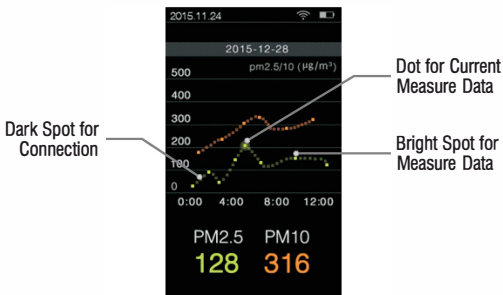 2015.11.24
2015-12-28
pm2.5/10 (µg/m³)
500
400
300
200
100
0
0:00 4:00 8:00 12:00
PM2.5 PM10
128 316
Dark Spot for
Connection
Dot for Current
Measure Data
Bright Spot for
Measure Data